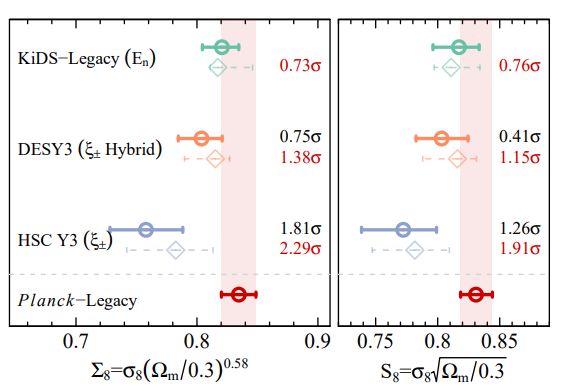 KiDS−Legacy (Eₙ)
0.73σ
0.76σ
DESY3 (ξ± Hybrid)
0.75σ
1.38σ
0.41σ
1.15σ
HSC Y3 (ξ±)
1.81σ
2.29σ
1.26σ
1.91σ
Planck−Legacy
0.7 0.8 0.9
0.75 0.8 0.85
Σ₈=σ₈(Ωₘ/0.3)⁰·⁵⁸
S₈=σ₈√Ωₘ/0.3